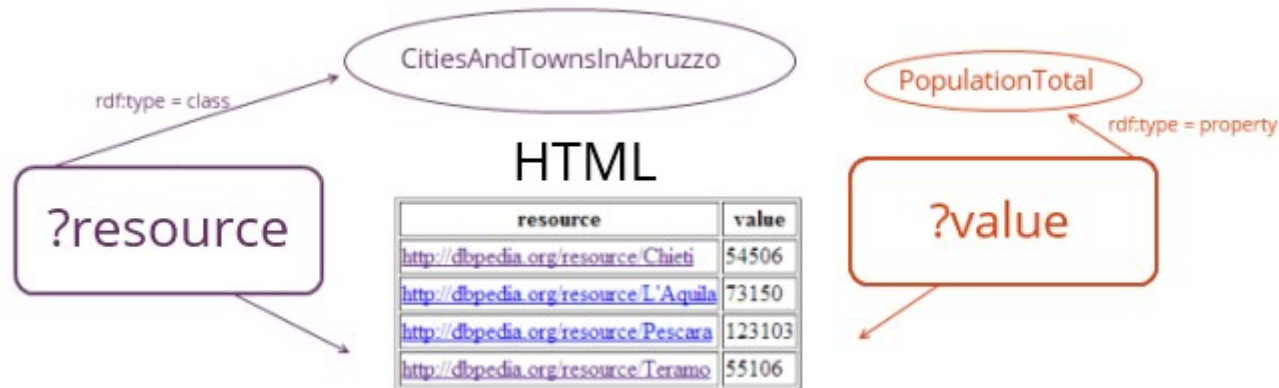 CitiesAndTownsInAbruzzo
PopulationTotal
rdf:type = class
rdf:type = property
HTML
?resource
?value
resource value
http://dbpedia.org/resource/Chieti 54506
http://dbpedia.org/resource/L'Aquila 73150
http://dbpedia.org/resource/Pescara 123103
http://dbpedia.org/resource/Teramo 55106